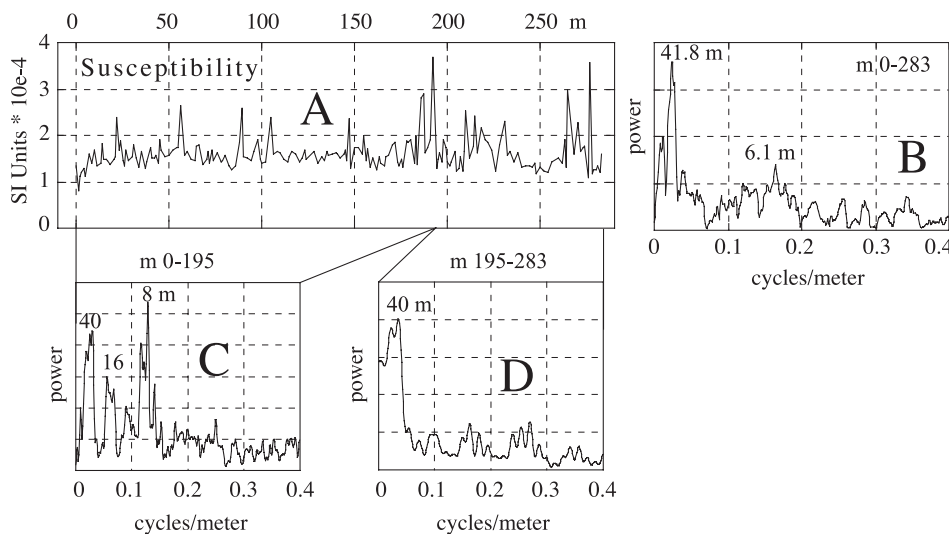 0 50 100 150 200 250 m
4
3
2
1
0
SI Units * 10e-4
Susceptibility
A
41.8 m
m 0-283
6.1 m
B
power
0 0.1 0.2 0.3 0.4
cycles/meter
m 0-195
40
16
8 m
C
power
0 0.1 0.2 0.3 0.4
cycles/meter
m 195-283
40 m
D
power
0 0.1 0.2 0.3 0.4
cycles/meter